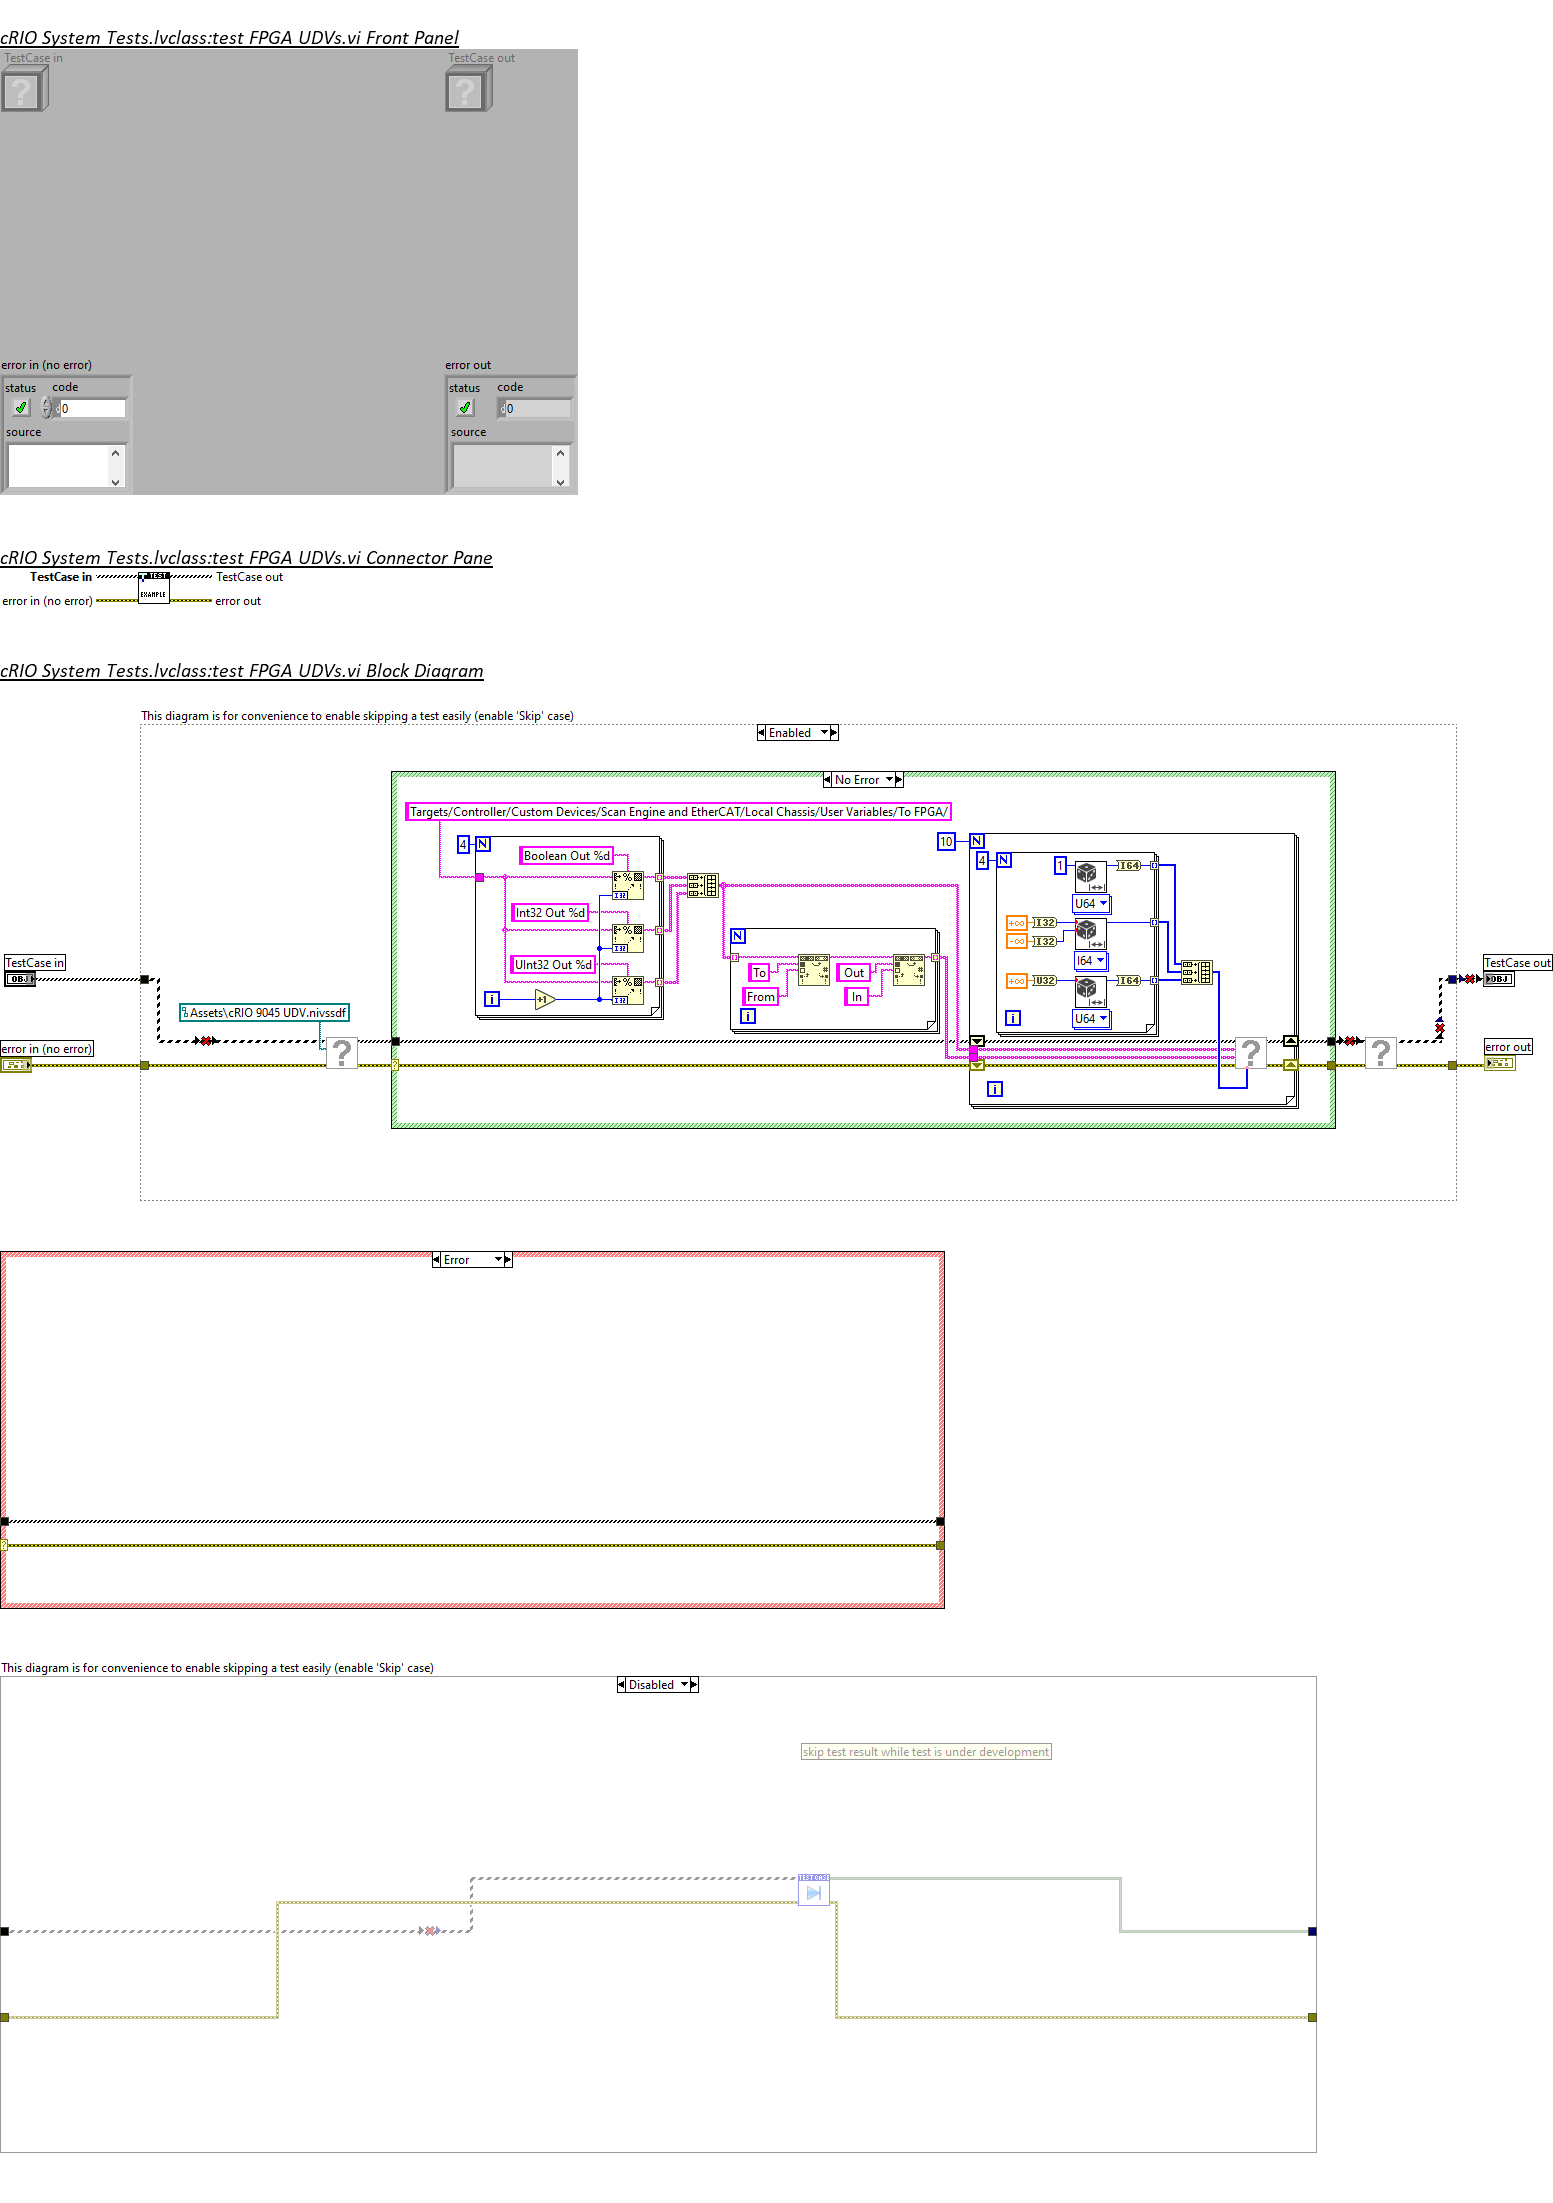 cRIO System Tests.lvclass:test FPGA UDVs.vi Front Panel
TestCase in
TestCase out
?
?
error in (no error)
error out
status
code
status
code
0
0
source
source
cRIO System Tests.lvclass:test FPGA UDVs.vi Connector Pane
TestCase in
TEST
TestCase out
error in (no error)
EXAMPLE
error out
cRIO System Tests.lvclass:test FPGA UDVs.vi Block Diagram
This diagram is for convenience to enable skipping a test easily (enable 'Skip' case)
Enabled
No Error
Targets/Controller/Custom Devices/Scan Engine and EtherCAT/Local Chassis/User Variables/To FPGA/
4
N
Boolean Out %d
I32
Int32 Out %d
I32
UInt32 Out %d
I32
i
+1
N
To
From
Out
In
i
10
N
4
N
1
I64
U64
+∞
I32
-∞
I32
I64
+∞
U32
I64
U64
i
i
TestCase in
OBJ
Assets\cRIO 9045 UDV.nivssdf
?
error in (no error)
?
?
?
TestCase out
OBJ
error out
Error
?
This diagram is for convenience to enable skipping a test easily (enable 'Skip' case)
Disabled
skip test result while test is under development
TEST CASE